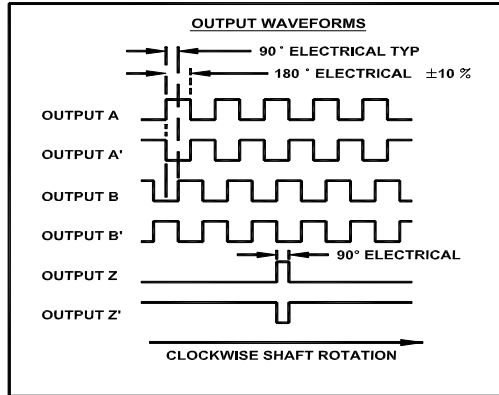 OUTPUT WAVEFORMS
90° ELECTRICAL TYP
180° ELECTRICAL ±10 %
OUTPUT A
OUTPUT A'
OUTPUT B
OUTPUT B'
90° ELECTRICAL
OUTPUT Z
OUTPUT Z'
CLOCKWISE SHAFT ROTATION